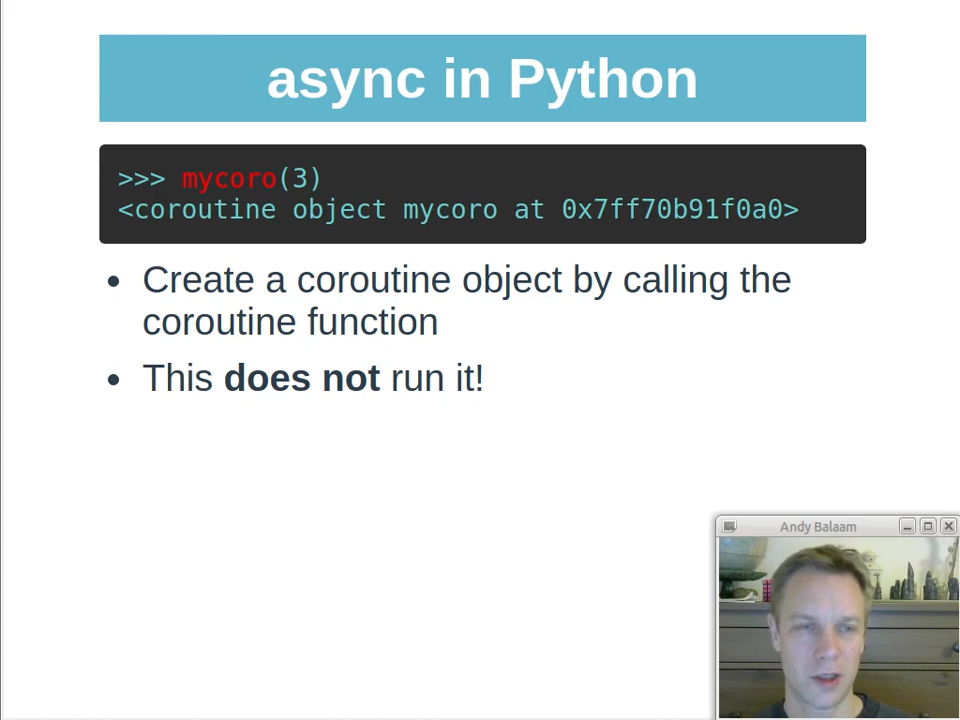 async in Python
>>> mycoro(3)
<coroutine object mycoro at 0x7ff70b91f0a0>
• Create a coroutine object by calling the
coroutine function
• This does not run it!
Andy Balaam